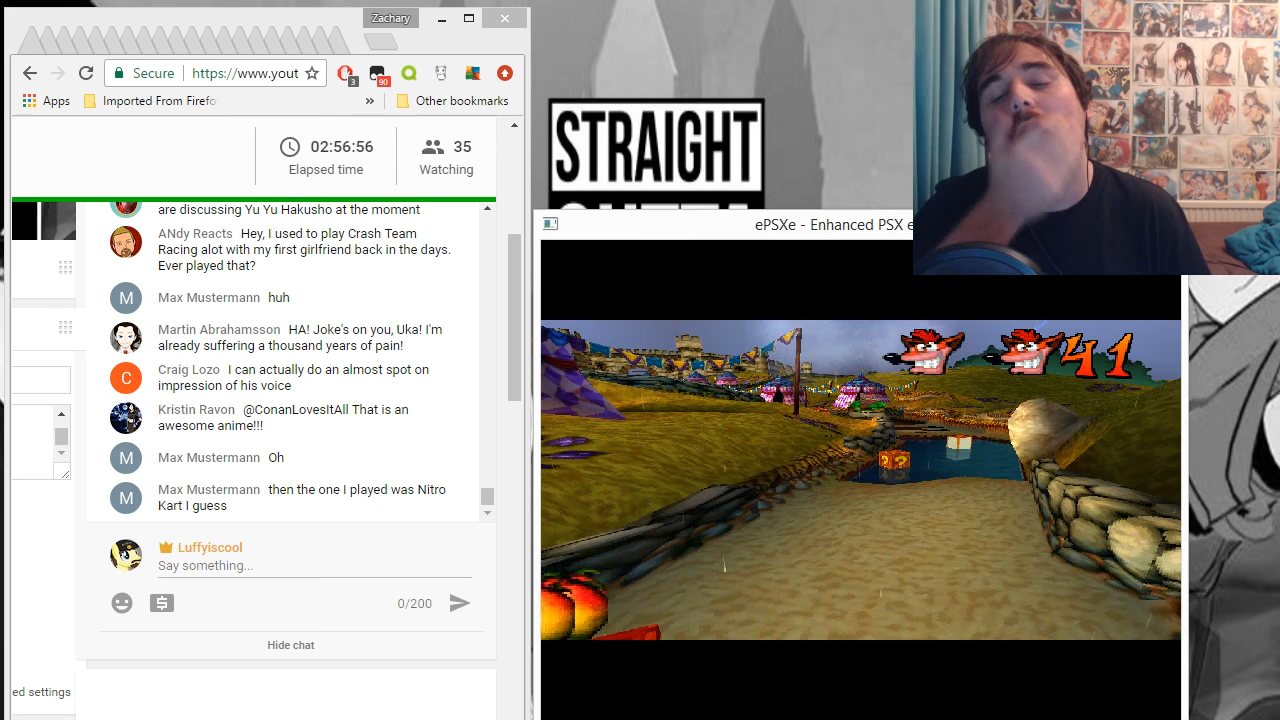 Zachary
Secure https://www.yout
3
90
Apps
Imported From Firefo
»
Other bookmarks
02:56:56
Elapsed time
35
Watching
are discussing Yu Yu Hakusho at the moment
ANdy Reacts Hey, I used to play Crash Team
Racing alot with my first girlfriend back in the days.
Ever played that?
M
Max Mustermann huh
Martin Abrahamsson HA! Joke's on you, Uka! I'm
already suffering a thousand years of pain!
C
Craig Lozo I can actually do an almost spot on
impression of his voice
Kristin Ravon @ConanLovesItAll That is an
awesome anime!!!
M
Max Mustermann Oh
M
Max Mustermann then the one I played was Nitro
Kart I guess
Luffyiscool
Say something...
0/200
Hide chat
ed settings
STRAIGHT
ePSXe - Enhanced PSX e
41
? ?